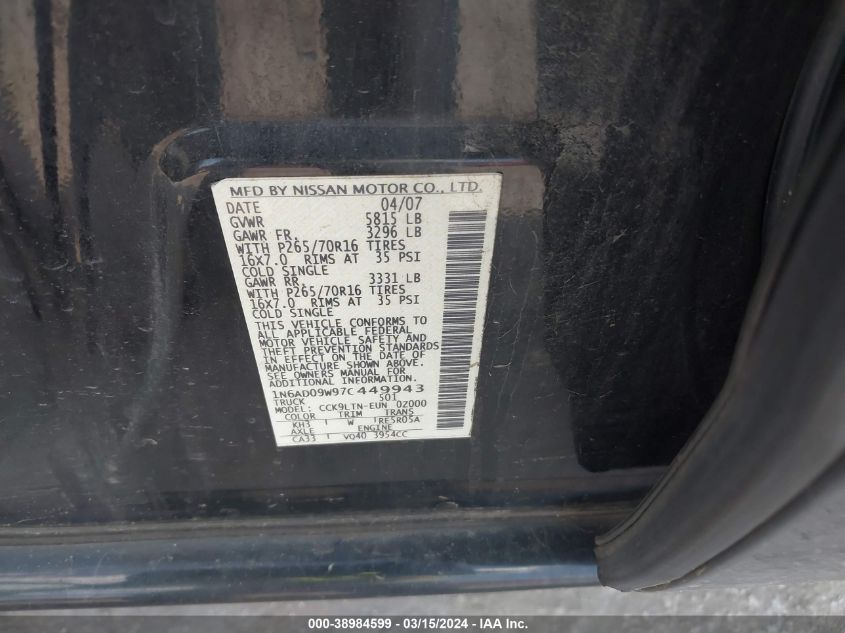 MFD BY NISSAN MOTOR CO., LTD.
DATE 04/07
GVWR 5815 LB
GAWR FR. 3296 LB
WITH P265/70R16 TIRES
16X7.0 RIMS AT 35 PSI
COLD SINGLE
GAWR RR. 3331 LB
WITH P265/70R16 TIRES
16X7.0 RIMS AT 35 PSI
COLD SINGLE
THIS VEHICLE CONFORMS TO
ALL APPLICABLE FEDERAL
MOTOR VEHICLE SAFETY AND
THEFT PREVENTION STANDARDS
IN EFFECT ON THE DATE OF
MANUFACTURE SHOWN ABOVE.
SEE OWNERS MANUAL FOR
ADDITIONAL INFORMATION.
1N6AD09W97C449943
TRUCK S01
MODEL: CCK9LTN-EUN 02000
COLOR TRIM TRANS
KH3 W RE5R05A
AXLE ENGINE
CA33 VQ40 3954CC
000-38984599 - 03/15/2024 - IAA Inc.